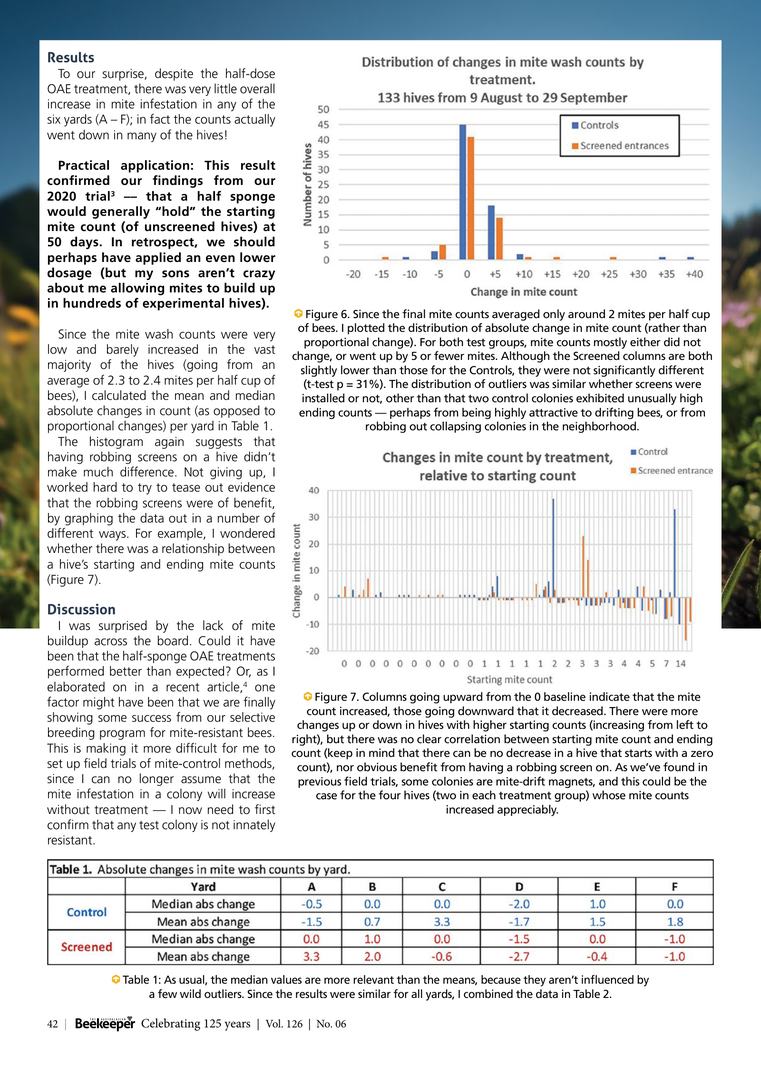 Results
To our surprise, despite the half-dose
OAE treatment, there was very little overall
increase in mite infestation in any of the
six yards (A – F); in fact the counts actually
went down in many of the hives!
Practical application: This result
confirmed our findings from our
2020 trial³ — that a half sponge
would generally “hold” the starting
mite count (of unscreened hives) at
50 days. In retrospect, we should
perhaps have applied an even lower
dosage (but my sons aren’t crazy
about me allowing mites to build up
in hundreds of experimental hives).
Since the mite wash counts were very
low and barely increased in the vast
majority of the hives (going from an
average of 2.3 to 2.4 mites per half cup of
bees), I calculated the mean and median
absolute changes in count (as opposed to
proportional changes) per yard in Table 1.
The histogram again suggests that
having robbing screens on a hive didn’t
make much difference. Not giving up, I
worked hard to try to tease out evidence
that the robbing screens were of benefit,
by graphing the data out in a number of
different ways. For example, I wondered
whether there was a relationship between
a hive’s starting and ending mite counts
(Figure 7).
Discussion
I was surprised by the lack of mite
buildup across the board. Could it have
been that the half-sponge OAE treatments
performed better than expected? Or, as I
elaborated on in a recent article,⁴ one
factor might have been that we are finally
showing some success from our selective
breeding program for mite-resistant bees.
This is making it more difficult for me to
set up field trials of mite-control methods,
since I can no longer assume that the
mite infestation in a colony will increase
without treatment — I now need to first
confirm that any test colony is not innately
resistant.
Distribution of changes in mite wash counts by
treatment.
133 hives from 9 August to 29 September
Number of hives
50
45
40
35
30
25
20
15
10
5
0
Controls
Screened entrances
-20 -15 -10 -5 0 +5 +10 +15 +20 +25 +30 +35 +40
Change in mite count
Figure 6. Since the final mite counts averaged only around 2 mites per half cup
of bees. I plotted the distribution of absolute change in mite count (rather than
proportional change). For both test groups, mite counts mostly either did not
change, or went up by 5 or fewer mites. Although the Screened columns are both
slightly lower than those for the Controls, they were not significantly different
(t-test p = 31%). The distribution of outliers was similar whether screens were
installed or not, other than that two control colonies exhibited unusually high
ending counts — perhaps from being highly attractive to drifting bees, or from
robbing out collapsing colonies in the neighborhood.
Changes in mite count by treatment,
relative to starting count
Control
Screened entrance
Change in mite count
40
30
20
10
0
-10
-20
0 0 0 0 0 0 0 0 0 0 1 1 1 1 1 2 2 3 3 3 4 4 5 7 14
Starting mite count
Figure 7. Columns going upward from the 0 baseline indicate that the mite
count increased, those going downward that it decreased. There were more
changes up or down in hives with higher starting counts (increasing from left to
right), but there was no clear correlation between starting mite count and ending
count (keep in mind that there can be no decrease in a hive that starts with a zero
count), nor obvious benefit from having a robbing screen on. As we’ve found in
previous field trials, some colonies are mite-drift magnets, and this could be the
case for the four hives (two in each treatment group) whose mite counts
increased appreciably.
Table 1. Absolute changes in mite wash counts by yard.
Yard A B C D E F
Control
Median abs change -0.5 0.0 0.0 -2.0 1.0 0.0
Mean abs change -1.5 0.7 3.3 -1.7 1.5 1.8
Screened
Median abs change 0.0 1.0 0.0 -1.5 0.0 -1.0
Mean abs change 3.3 2.0 -0.6 -2.7 -0.4 -1.0
Table 1: As usual, the median values are more relevant than the means, because they aren’t influenced by
a few wild outliers. Since the results were similar for all yards, I combined the data in Table 2.
42 | Beekeeper Celebrating 125 years | Vol. 126 | No. 06